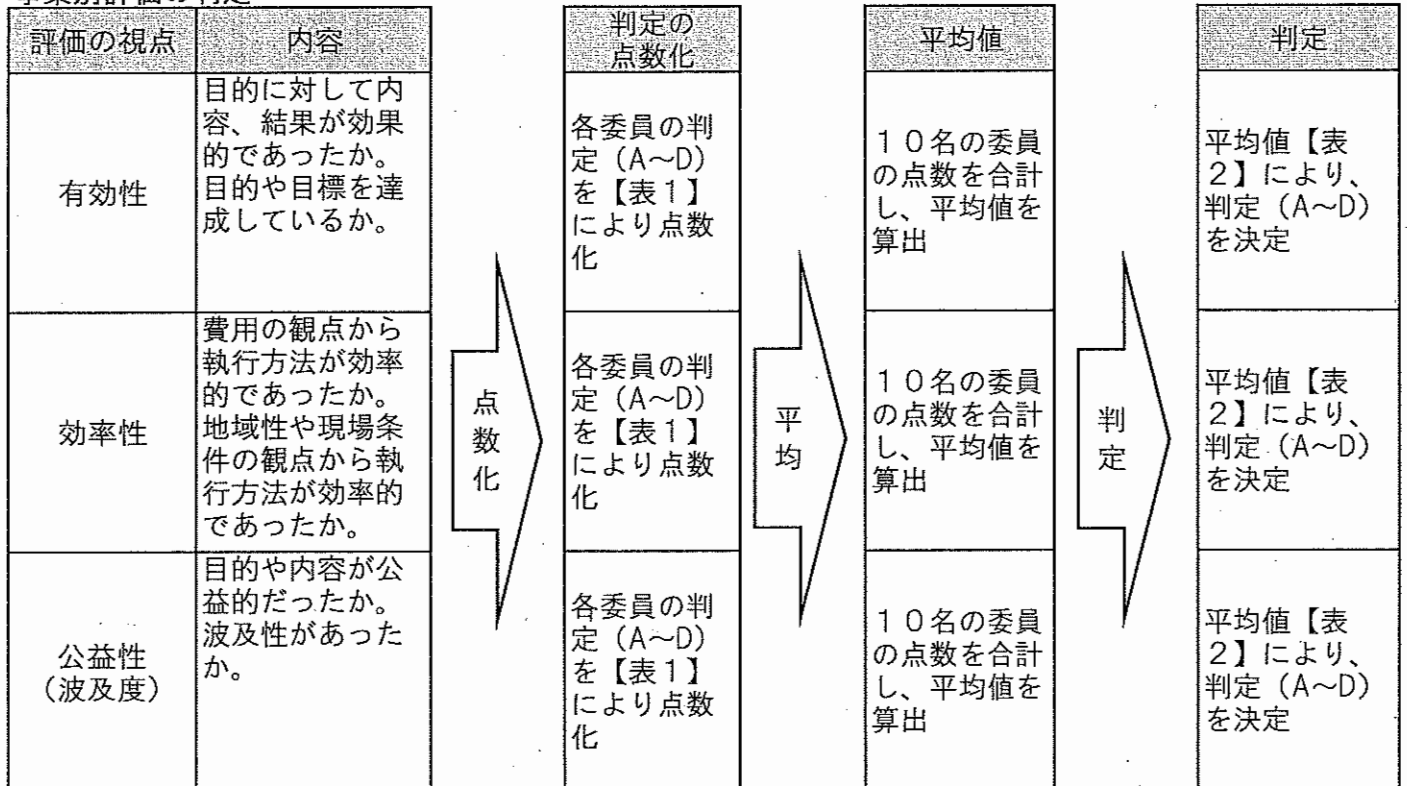 評価の視点
内容
判定の
点数化
平均値
判定
有効性
目的に対して内
容、結果が効果
的であったか。
目的や目標を達
成しているか。
各委員の判
定（A～D）
を【表１】
により点数
化
１０名の委員
の点数を合計
し、平均値を
算出
平均値【表
２】により、
判定（A～D）
を決定
効率性
費用の観点から
執行方法が効率
的であったか。
地域性や現場条
件の観点から執
行方法が効率的
であったか。
点
数
化
各委員の判
定（A～D）
を【表１】
により点数
化
平
均
１０名の委員
の点数を合計
し、平均値を
算出
判
定
平均値【表
２】により、
判定（A～D）
を決定
公益性
（波及度）
目的や内容が公
益的だったか。
波及性があった
か。
各委員の判
定（A～D）
を【表１】
により点数
化
１０名の委員
の点数を合計
し、平均値を
算出
平均値【表
２】により、
判定（A～D）
を決定